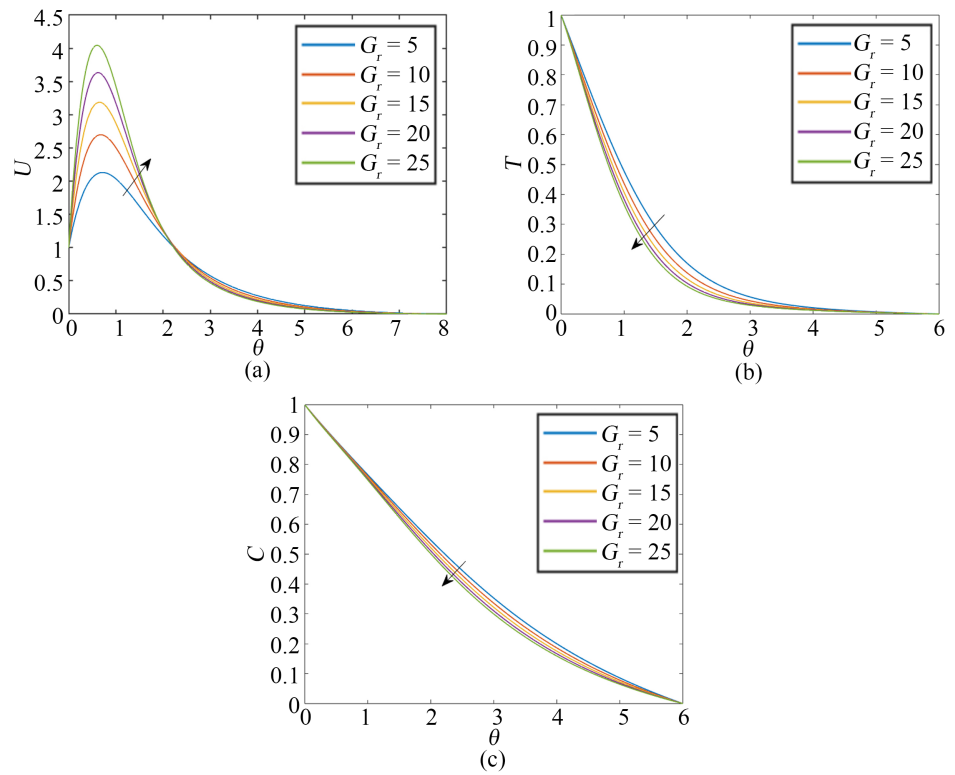 4.5
4
3.5
3
2.5
2
1.5
1
0.5
0
U
G_r = 5
G_r = 10
G_r = 15
G_r = 20
G_r = 25
0 1 2 3 4 5 6 7 8
θ
(a)
1
0.9
0.8
0.7
0.6
0.5
0.4
0.3
0.2
0.1
0
T
G_r = 5
G_r = 10
G_r = 15
G_r = 20
G_r = 25
0 1 2 3 4 5 6
θ
(b)
1
0.9
0.8
0.7
0.6
0.5
0.4
0.3
0.2
0.1
0
C
G_r = 5
G_r = 10
G_r = 15
G_r = 20
G_r = 25
0 1 2 3 4 5 6
θ
(c)